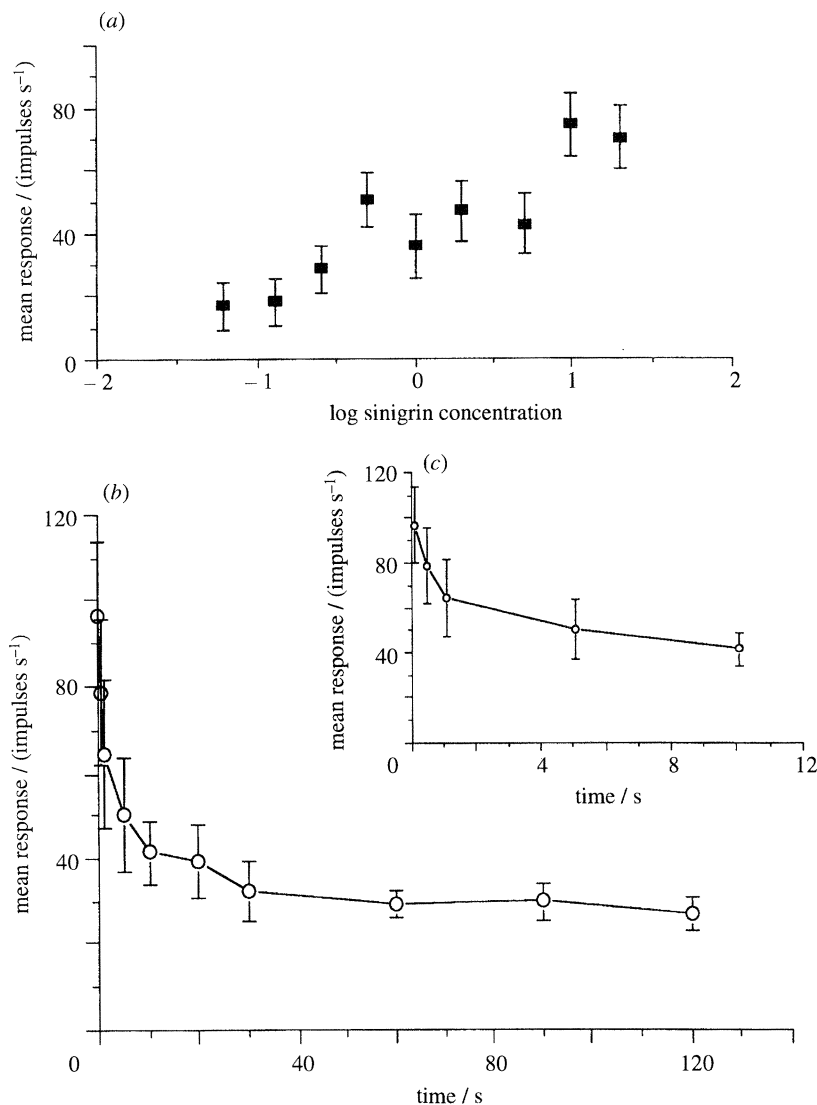 (a)
mean response / (impulses s⁻¹)
80
40
0
−2
−1
0
1
2
log sinigrin concentration
(b)
mean response / (impulses s⁻¹)
120
80
40
0
40
80
120
time / s
(c)
mean response / (impulses s⁻¹)
120
80
40
0
4
8
12
time / s